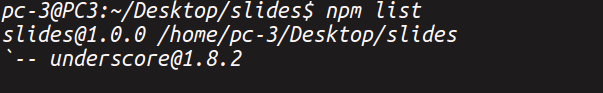 pc-3@PC3:~/Desktop/slides$ npm list
slides@1.0.0 /home/pc-3/Desktop/slides
`-- underscore@1.8.2